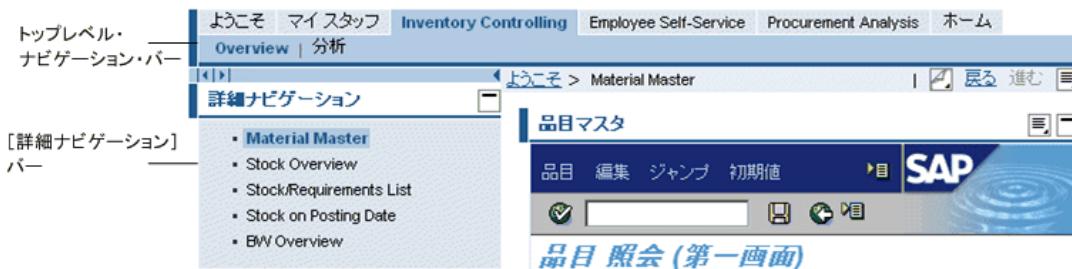 トップレベル・
ナビゲーション・バー
ようこそ マイ スタッフ Inventory Controlling Employee Self-Service Procurement Analysis ホーム
Overview | 分析
ようこそ > Material Master | 戻る 進む
詳細ナビゲーション
[詳細ナビゲーション]
バー
Material Master
Stock Overview
Stock/Requirements List
Stock on Posting Date
BW Overview
品目マスタ
品目 編集 ジャンプ 初期値 SAP
品目 照会 (第一画面)